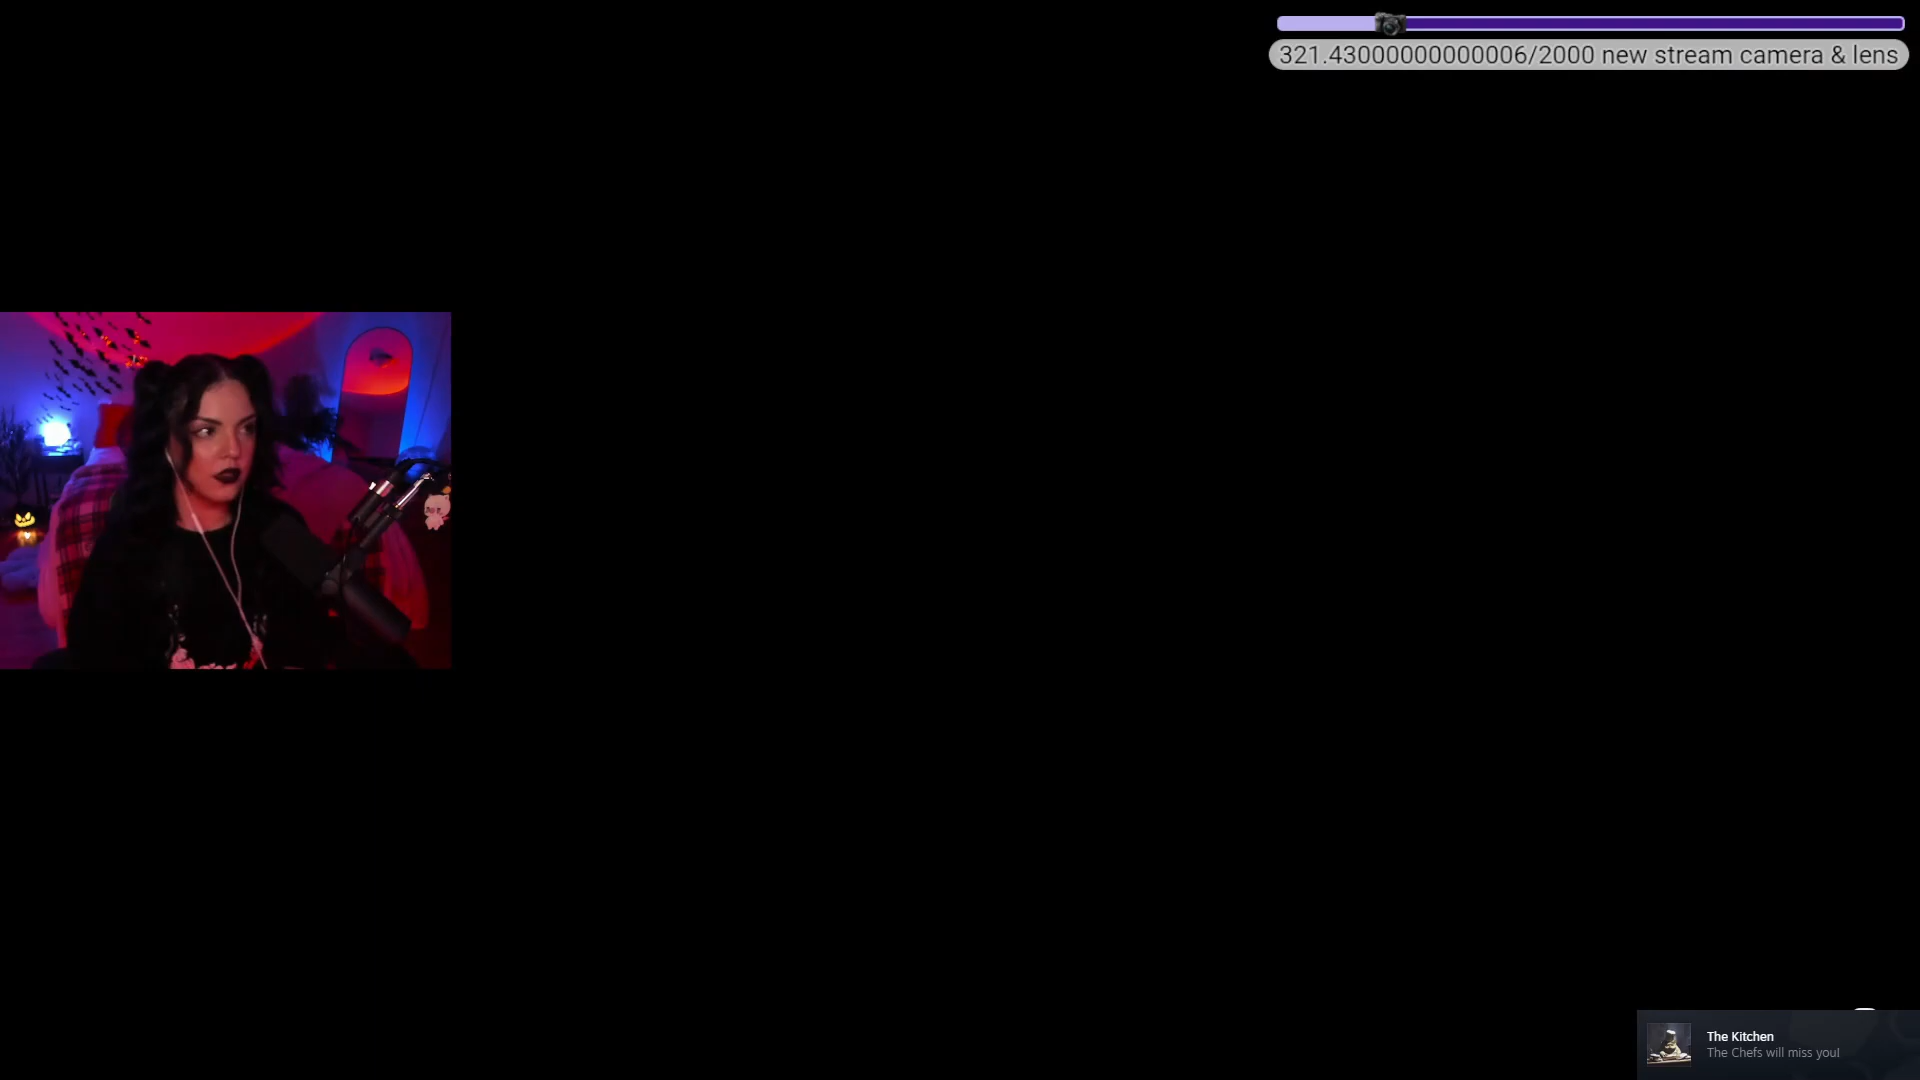 321.43000000000006/2000 new stream camera & lens
The Kitchen
The Chefs will miss you!